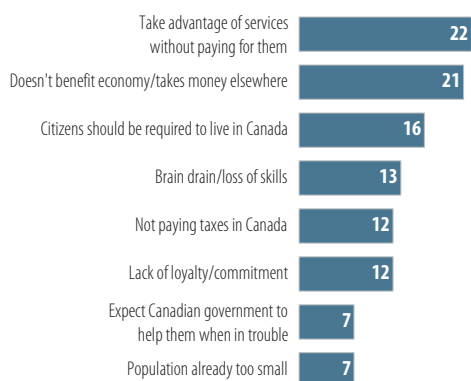 Take advantage of services
without paying for them
22
Doesn't benefit economy/takes money elsewhere
21
Citizens should be required to live in Canada
16
Brain drain/loss of skills
13
Not paying taxes in Canada
12
Lack of loyalty/commitment
12
Expect Canadian government to
help them when in trouble
7
Population already too small
7